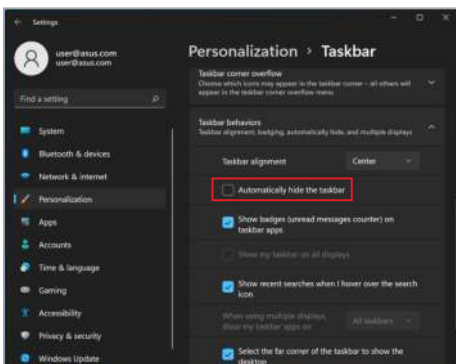 Settings
user@asus.com
user@asus.com
Find a setting
System
Bluetooth & devices
Network & internet
Personalization
Apps
Accounts
Time & language
Gaming
Accessibility
Privacy & security
Windows Update
Personalization > Taskbar
Taskbar corner overflow
Choose which icons may appear in the taskbar corner – all others will
appear in the taskbar corner overflow menu
Taskbar behaviors
Taskbar alignment, badging, automatically hide, and multiple displays
Taskbar alignment
Center
Automatically hide the taskbar
Show badges (unread messages counter) on
taskbar apps
Show my taskbar on all displays
Show recent searches when I hover over the search
icon
When using multiple displays,
show my taskbar apps on
All taskbars
Select the far corner of the taskbar to show the
desktop